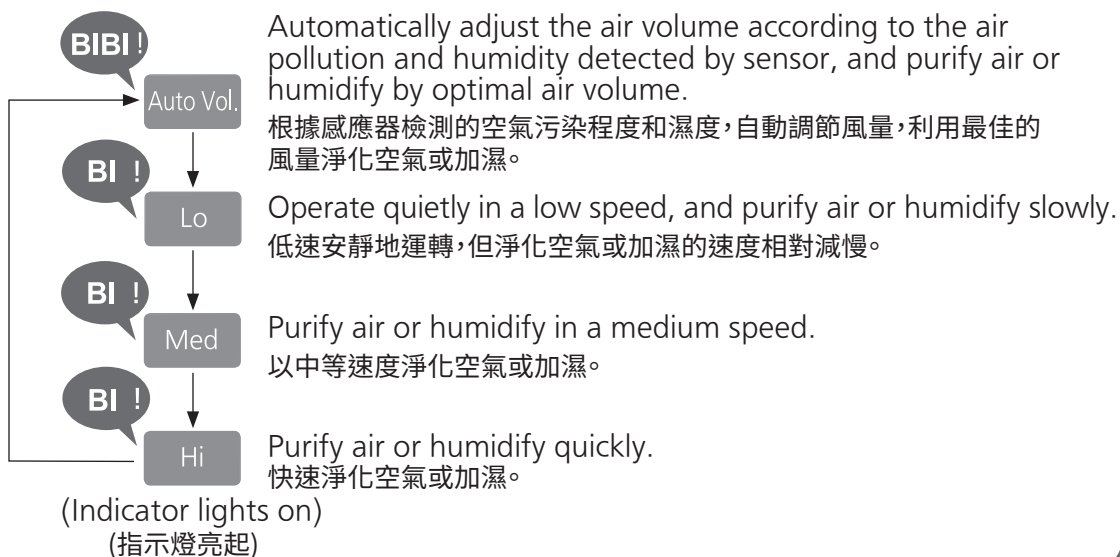 BIBI !
Auto Vol.
Automatically adjust the air volume according to the air
pollution and humidity detected by sensor, and purify air or
humidify by optimal air volume.
根據感應器檢測的空氣污染程度和濕度,自動調節風量,利用最佳的
風量淨化空氣或加濕。
BI !
Lo
Operate quietly in a low speed, and purify air or humidify slowly.
低速安靜地運轉,但淨化空氣或加濕的速度相對減慢。
BI !
Med
Purify air or humidify in a medium speed.
以中等速度淨化空氣或加濕。
BI !
Hi
Purify air or humidify quickly.
快速淨化空氣或加濕。
(Indicator lights on)
(指示燈亮起)